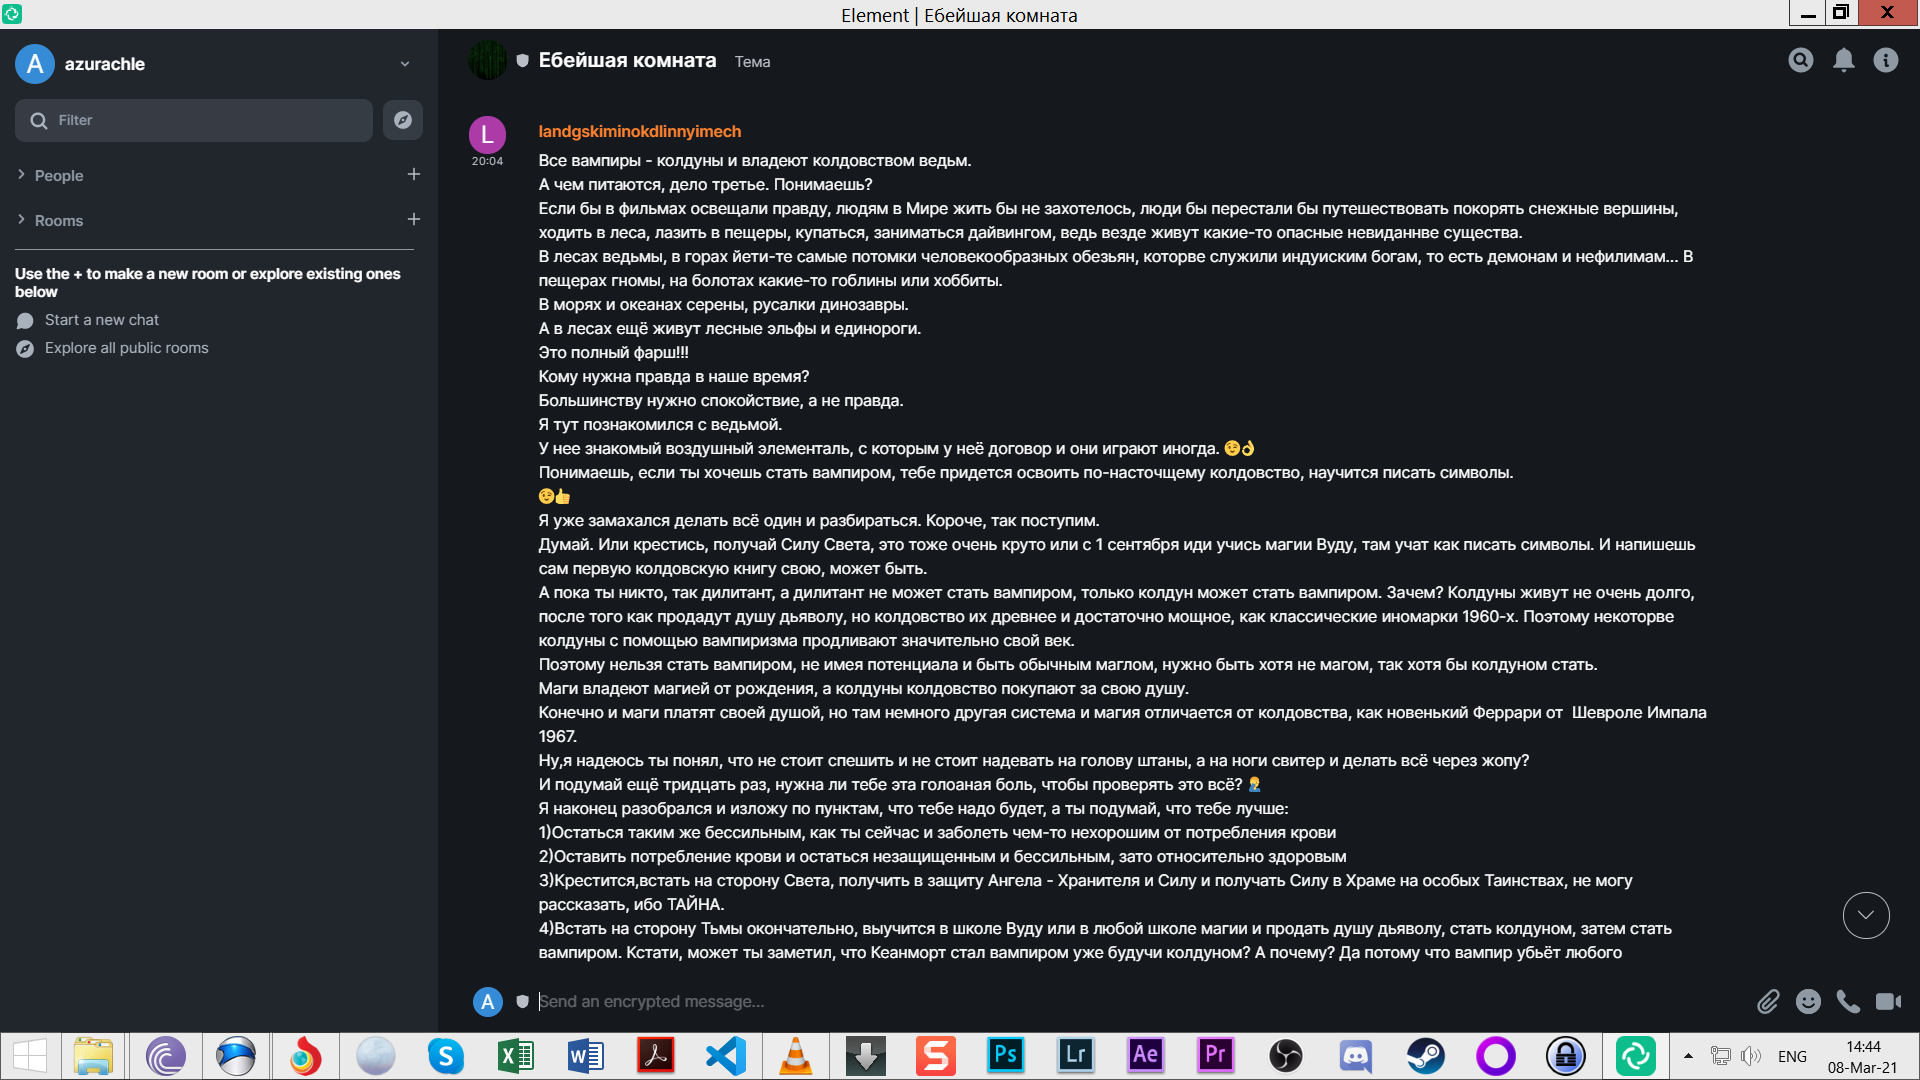 Element | Ебейшая комната
A
azurachle
Filter
People
Rooms
Use the + to make a new room or explore existing ones
below
Start a new chat
Explore all public rooms
Ебейшая комната Тема
L
20:04
landgskiminokdlinnyimech
Все вампиры - колдуны и владеют колдовством ведьм.
А чем питаются, дело третье. Понимаешь?
Если бы в фильмах освещали правду, людям в Мире жить бы не захотелось, люди бы перестали бы путешествовать покорять снежные вершины,
ходить в леса, лазить в пещеры, купаться, заниматься дайвингом, ведь везде живут какие-то опасные невиданнве существа.
В лесах ведьмы, в горах йети-те самые потомки человекообразных обезьян, которве служили индуиским богам, то есть демонам и нефилимам... В
пещерах гномы, на болотах какие-то гоблины или хоббиты.
В морях и океанах серены, русалки динозавры.
А в лесах ещё живут лесные эльфы и единороги.
Это полный фарш!!!
Кому нужна правда в наше время?
Большинству нужно спокойствие, а не правда.
Я тут познакомился с ведьмой.
У нее знакомый воздушный элементаль, с которым у неё договор и они играют иногда. 😉👌
Понимаешь, если ты хочешь стать вампиром, тебе придется освоить по-насточщему колдовство, научится писать символы.
😉👍
Я уже замахался делать всё один и разбираться. Короче, так поступим.
Думай. Или крестись, получай Силу Света, это тоже очень круто или с 1 сентября иди учись магии Вуду, там учат как писать символы. И напишешь
сам первую колдовскую книгу свою, может быть.
А пока ты никто, так дилитант, а дилитант не может стать вампиром, только колдун может стать вампиром. Зачем? Колдуны живут не очень долго,
после того как продадут душу дьяволу, но колдовство их древнее и достаточно мощное, как классические иномарки 1960-х. Поэтому некоторве
колдуны с помощью вампиризма продливают значительно свой век.
Поэтому нельзя стать вампиром, не имея потенциала и быть обычным маглом, нужно быть хотя не магом, так хотя бы колдуном стать.
Маги владеют магией от рождения, а колдуны колдовство покупают за свою душу.
Конечно и маги платят своей душой, но там немного другая система и магия отличается от колдовства, как новенький Феррари от Шевроле Импала
1967.
Ну,я надеюсь ты понял, что не стоит спешить и не стоит надевать на голову штаны, а на ноги свитер и делать всё через жопу?
И подумай ещё тридцать раз, нужна ли тебе эта голоаная боль, чтобы проверять это всё? 🤦‍♂️
Я наконец разобрался и изложу по пунктам, что тебе надо будет, а ты подумай, что тебе лучше:
1)Остаться таким же бессильным, как ты сейчас и заболеть чем-то нехорошим от потребления крови
2)Оставить потребление крови и остаться незащищенным и бессильным, зато относительно здоровым
3)Крестится,встать на сторону Света, получить в защиту Ангела - Хранителя и Силу и получать Силу в Храме на особых Таинствах, не могу
рассказать, ибо ТАЙНА.
4)Встать на сторону Тьмы окончательно, выучится в школе Вуду или в любой школе магии и продать душу дьяволу, стать колдуном, затем стать
вампиром. Кстати, может ты заметил, что Кеанморт стал вампиром уже будучи колдуном? А почему? Да потому что вампир убьёт любого
A
Send an encrypted message...
Ps
Lr
Ae
Pr
ENG
14:44
08-Mar-21